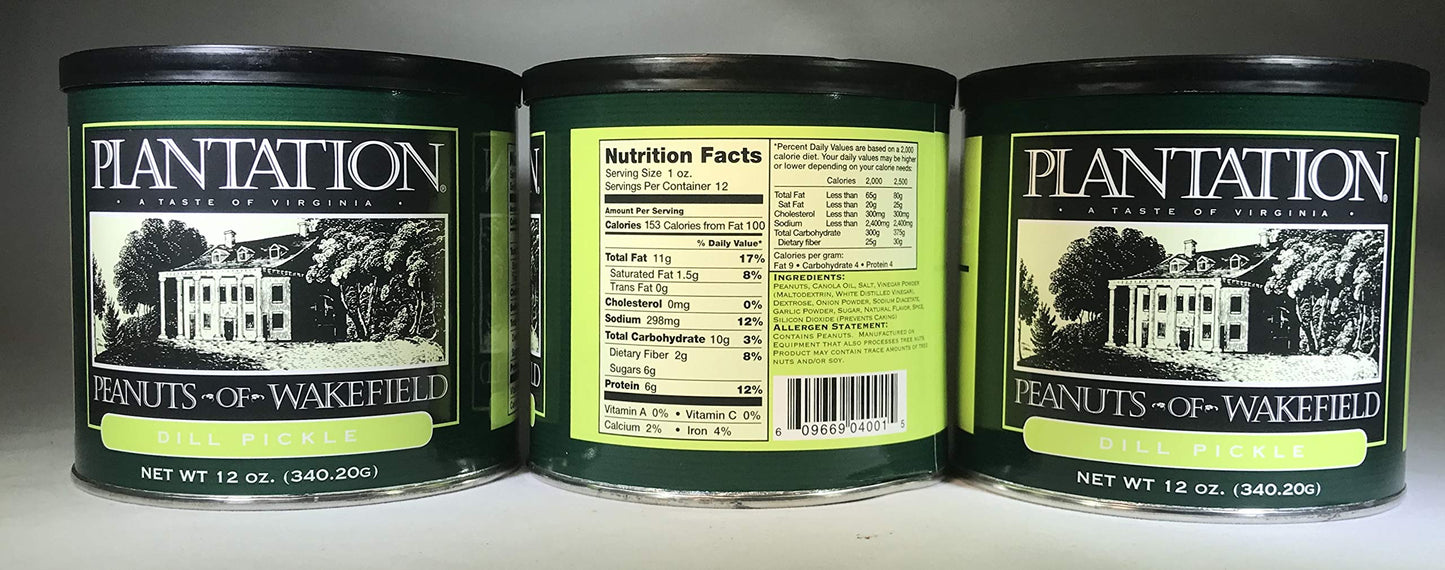 PLANTATION®
• A TASTE OF VIRGINIA •
PEANUTS OF WAKEFIELD
DILL PICKLE
NET WT 12 OZ. (340.20G)
Nutrition Facts
Serving Size 1 oz.
Servings Per Container 12
Amount Per Serving
Calories 153 Calories from Fat 100
% Daily Value*
Total Fat 11g 17%
Saturated Fat 1.5g 8%
Trans Fat 0g
Cholesterol 0mg 0%
Sodium 298mg 12%
Total Carbohydrate 10g 3%
Dietary Fiber 2g 8%
Sugars 6g
Protein 6g 12%
Vitamin A 0% • Vitamin C 0%
Calcium 2% • Iron 4%
*Percent Daily Values are based on a 2,000
calorie diet. Your daily values may be higher
or lower depending on your calorie needs:
Calories 2,000 2,500
Total Fat Less than 65g 80g
Sat Fat Less than 20g 25g
Cholesterol Less than 300mg 300mg
Sodium Less than 2,400mg 2,400mg
Total Carbohydrate 300g 375g
Dietary fiber 25g 30g
Calories per gram:
Fat 9 • Carbohydrate 4 • Protein 4
INGREDIENTS:
PEANUTS, CANOLA OIL, SALT, VINEGAR POWDER
(MALTODEXTRIN, WHITE DISTILLED VINEGAR),
DEXTROSE, ONION POWDER, SODIUM DIACETATE,
GARLIC POWDER, SUGAR, NATURAL FLAVOR, SPICE,
SILICON DIOXIDE (PREVENTS CAKING)
ALLERGEN STATEMENT:
CONTAINS PEANUTS. MANUFACTURED ON
EQUIPMENT THAT ALSO PROCESSES TREE NUTS.
PRODUCT MAY CONTAIN TRACE AMOUNTS OF TREE
NUTS AND/OR SOY.
6 09669 04001 5
PLANTATION®
• A TASTE OF VIRGINIA •
PEANUTS OF WAKEFIELD
DILL PICKLE
NET WT 12 OZ. (340.20G)